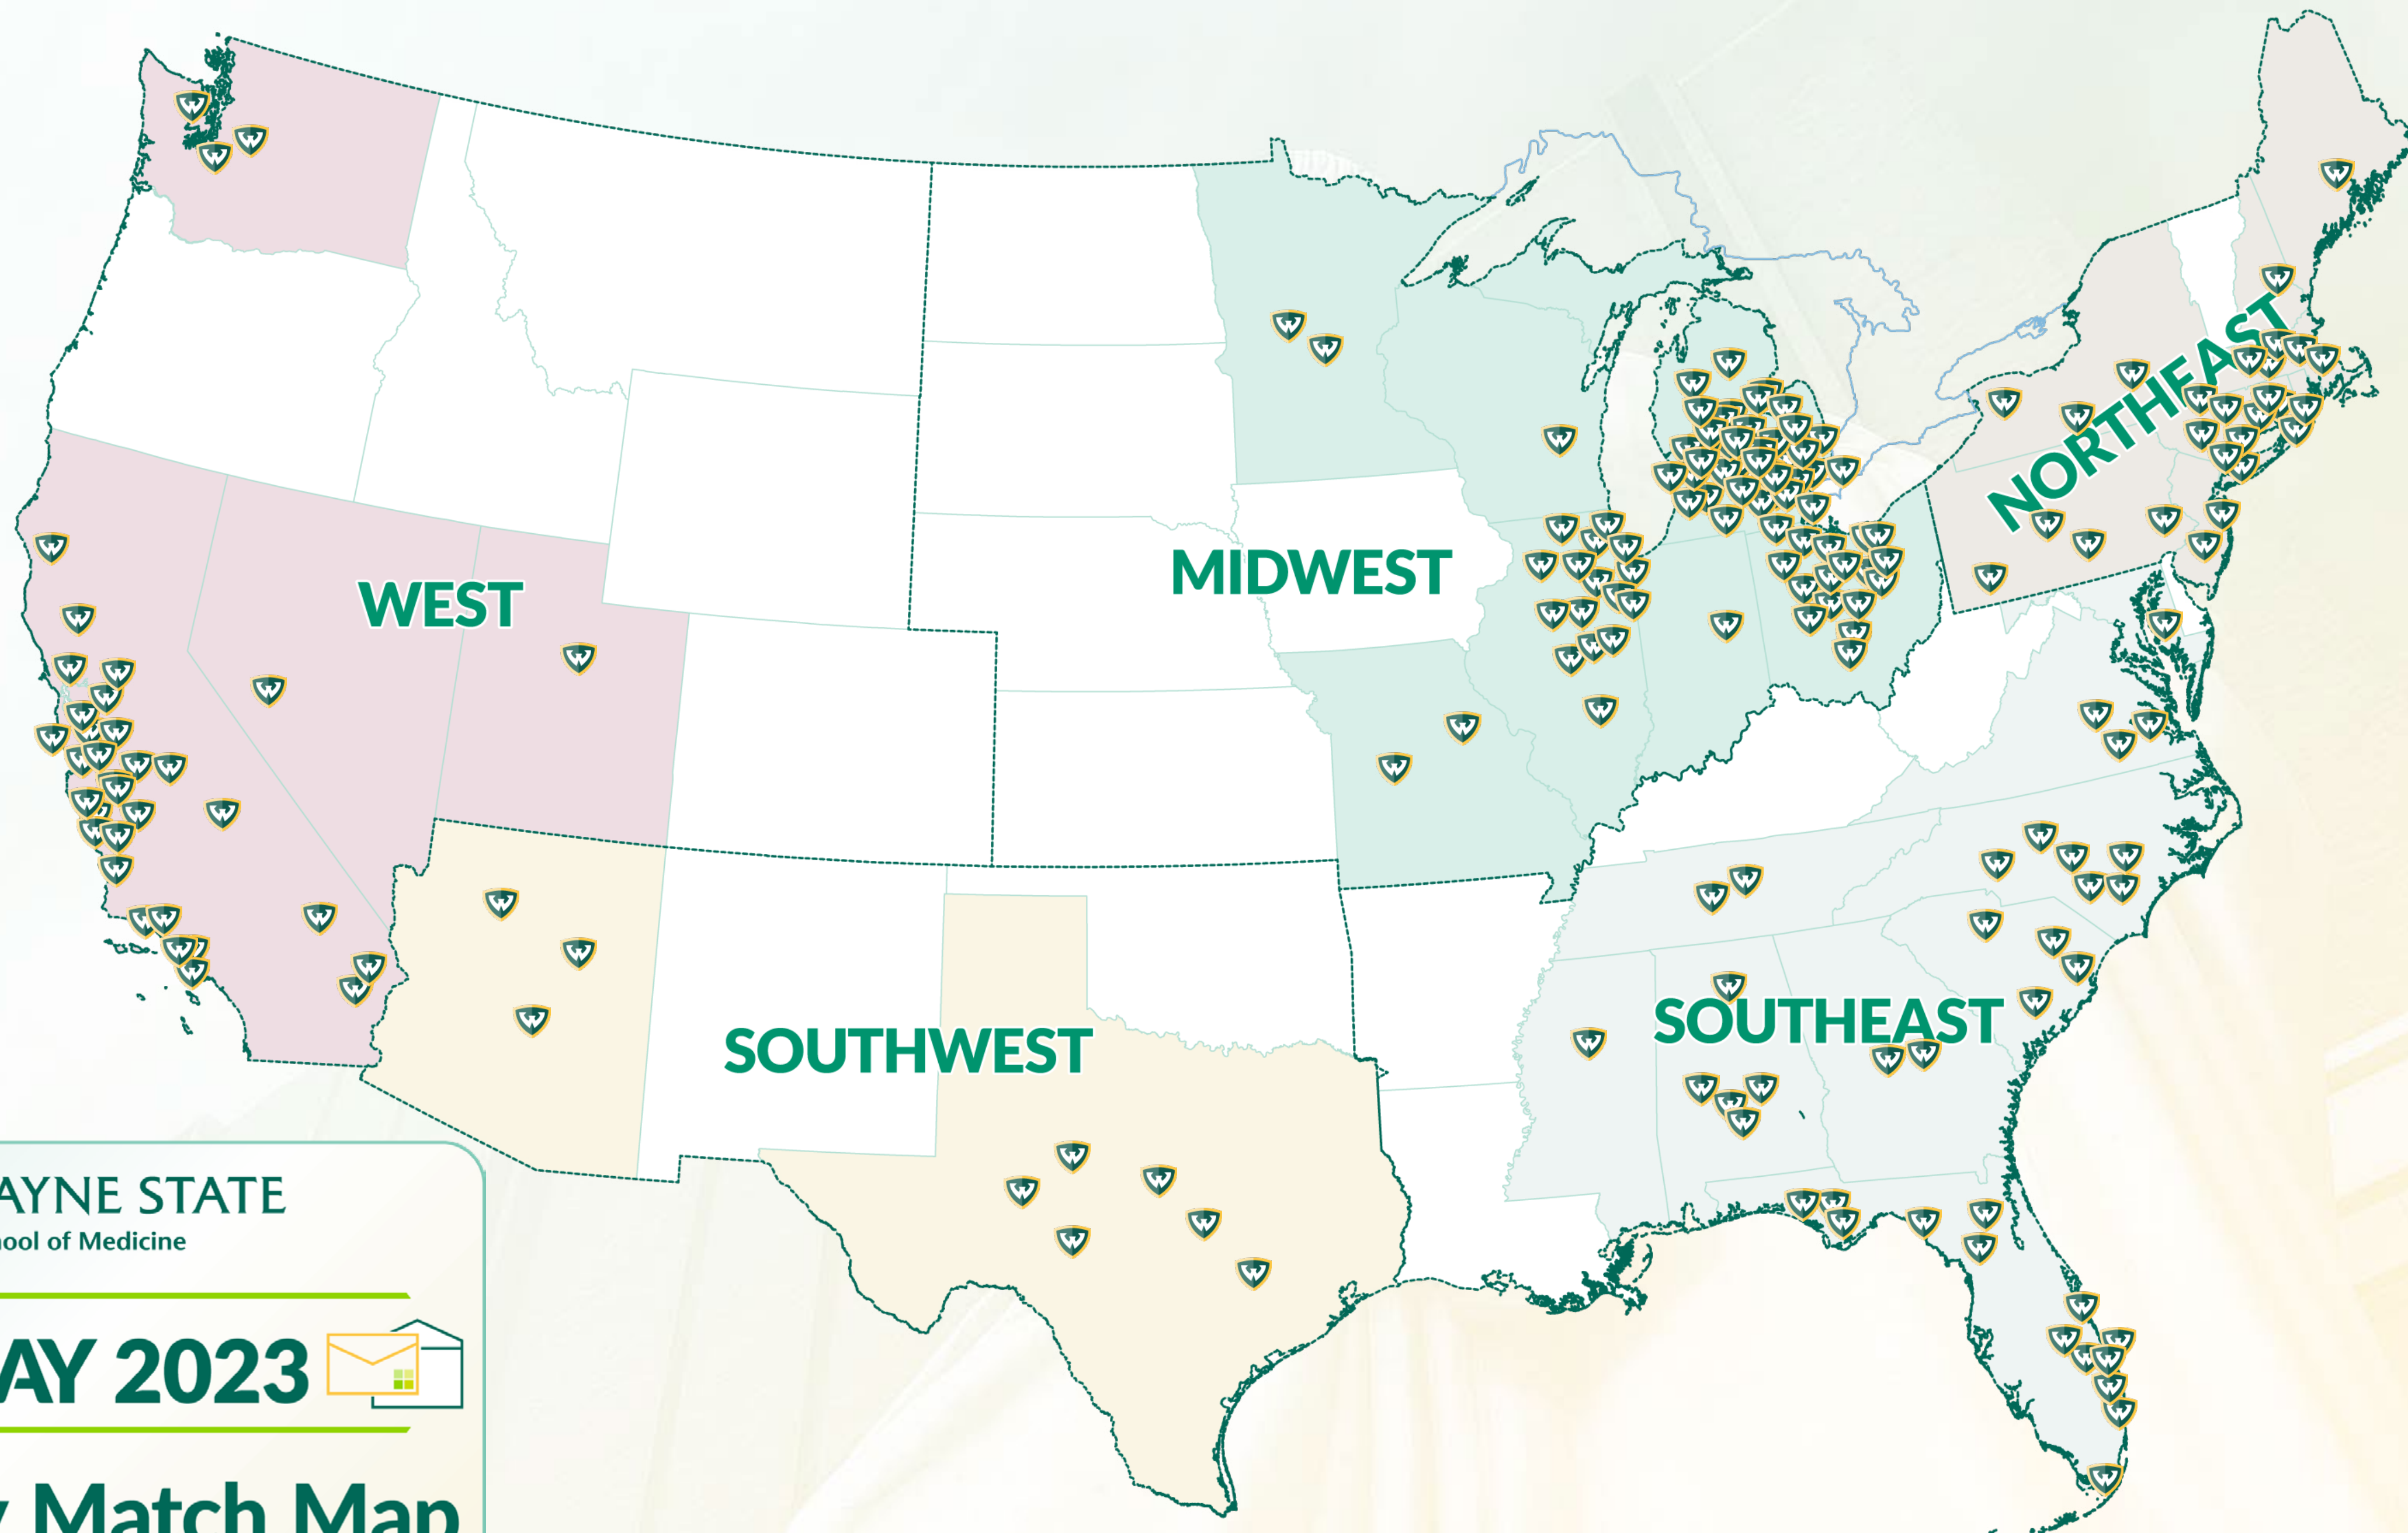 WEST
MIDWEST
NORTHEAST
SOUTHWEST
SOUTHEAST
AYNE STATE
ool of Medicine
AY 2023
Match Map